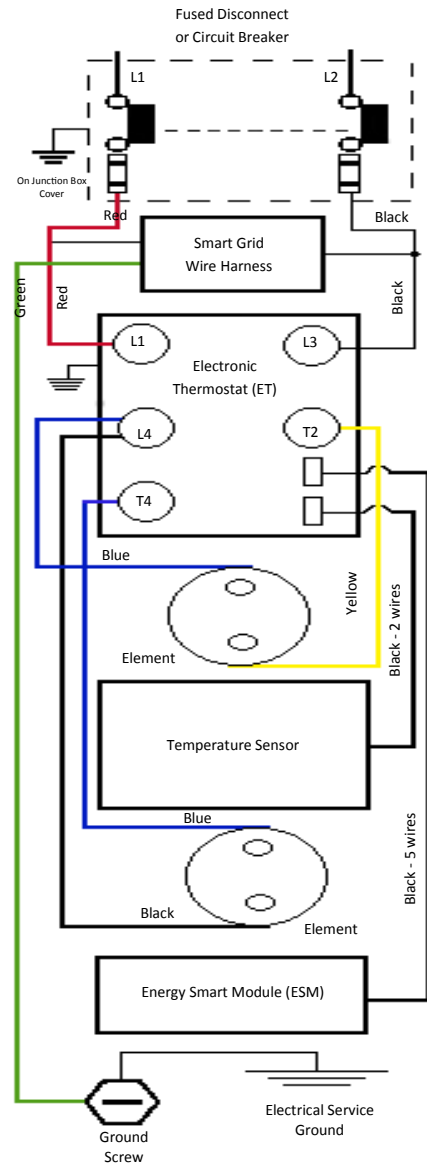 Fused Disconnect
or Circuit Breaker
L1
L2
On Junction Box
Cover
Red
Black
Smart Grid
Wire Harness
Green
Red
Black
L1
L3
Electronic
Thermostat (ET)
L4
T2
T4
Blue
Yellow
Black - 2 wires
Element
Temperature Sensor
Blue
Black - 5 wires
Black
Element
Energy Smart Module (ESM)
Electrical Service
Ground
Ground
Screw